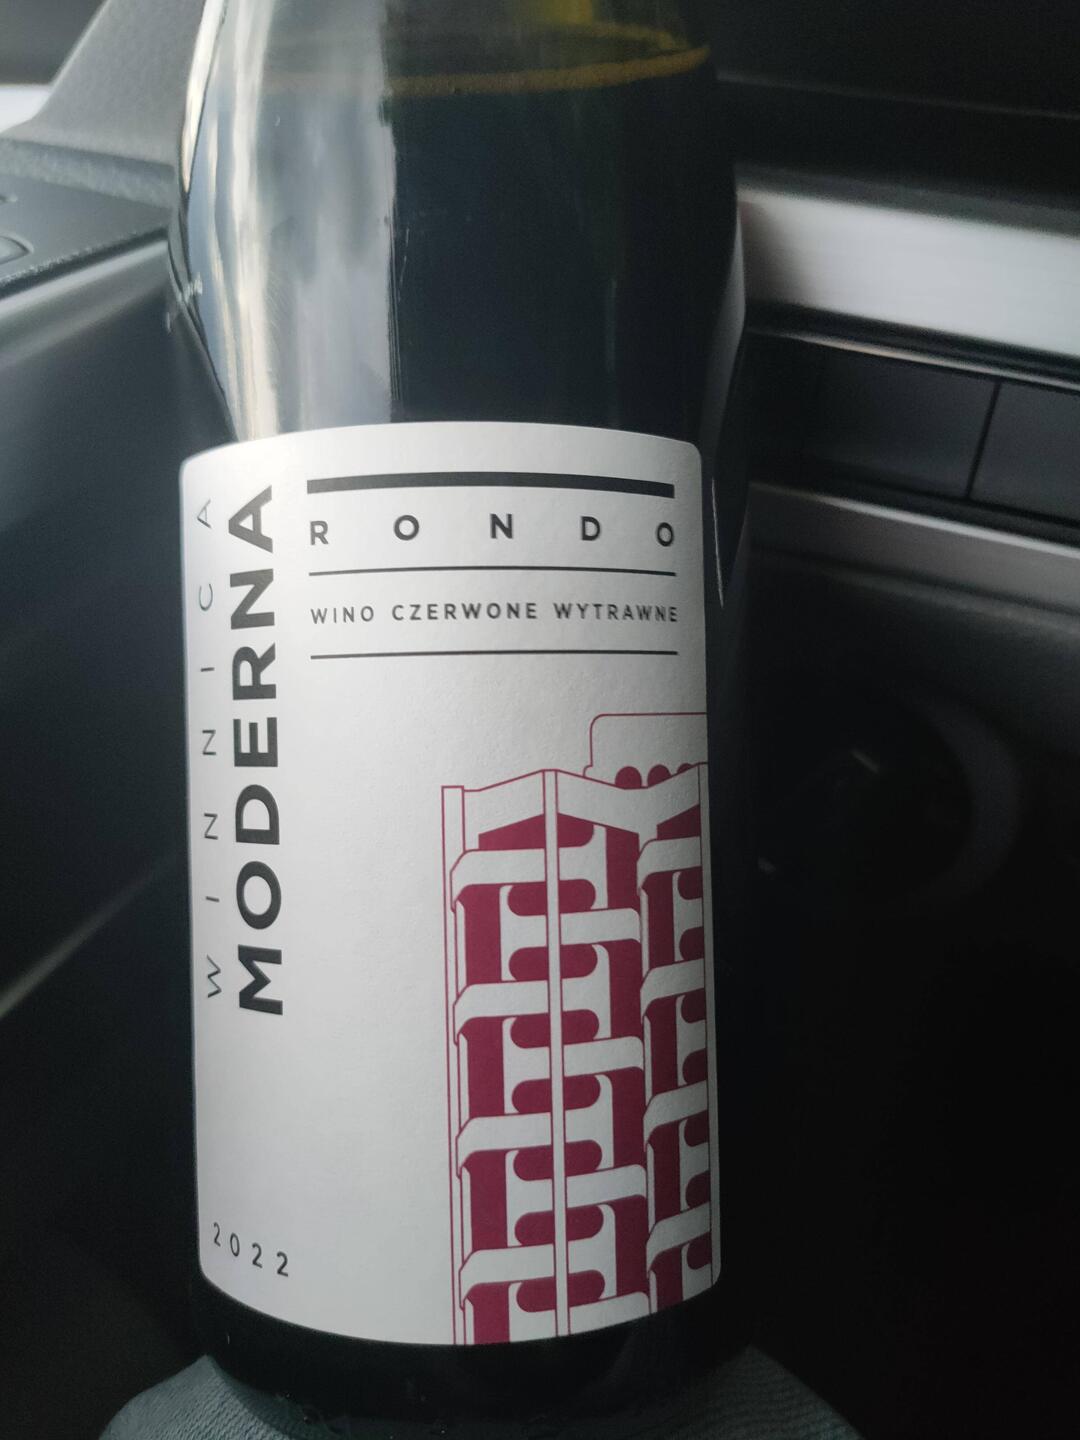 WINNICA
MODERNA
RONDO
WINO CZERWONE WYTRAWNE
2022